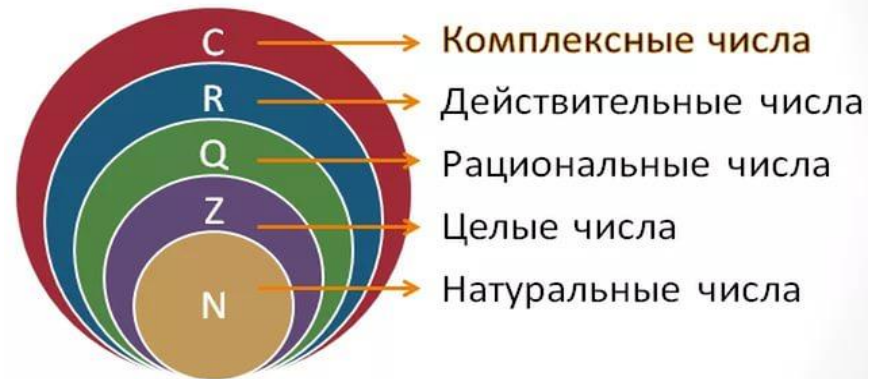 C Комплексные числа
R Действительные числа
Q Рациональные числа
Z Целые числа
N Натуральные числа